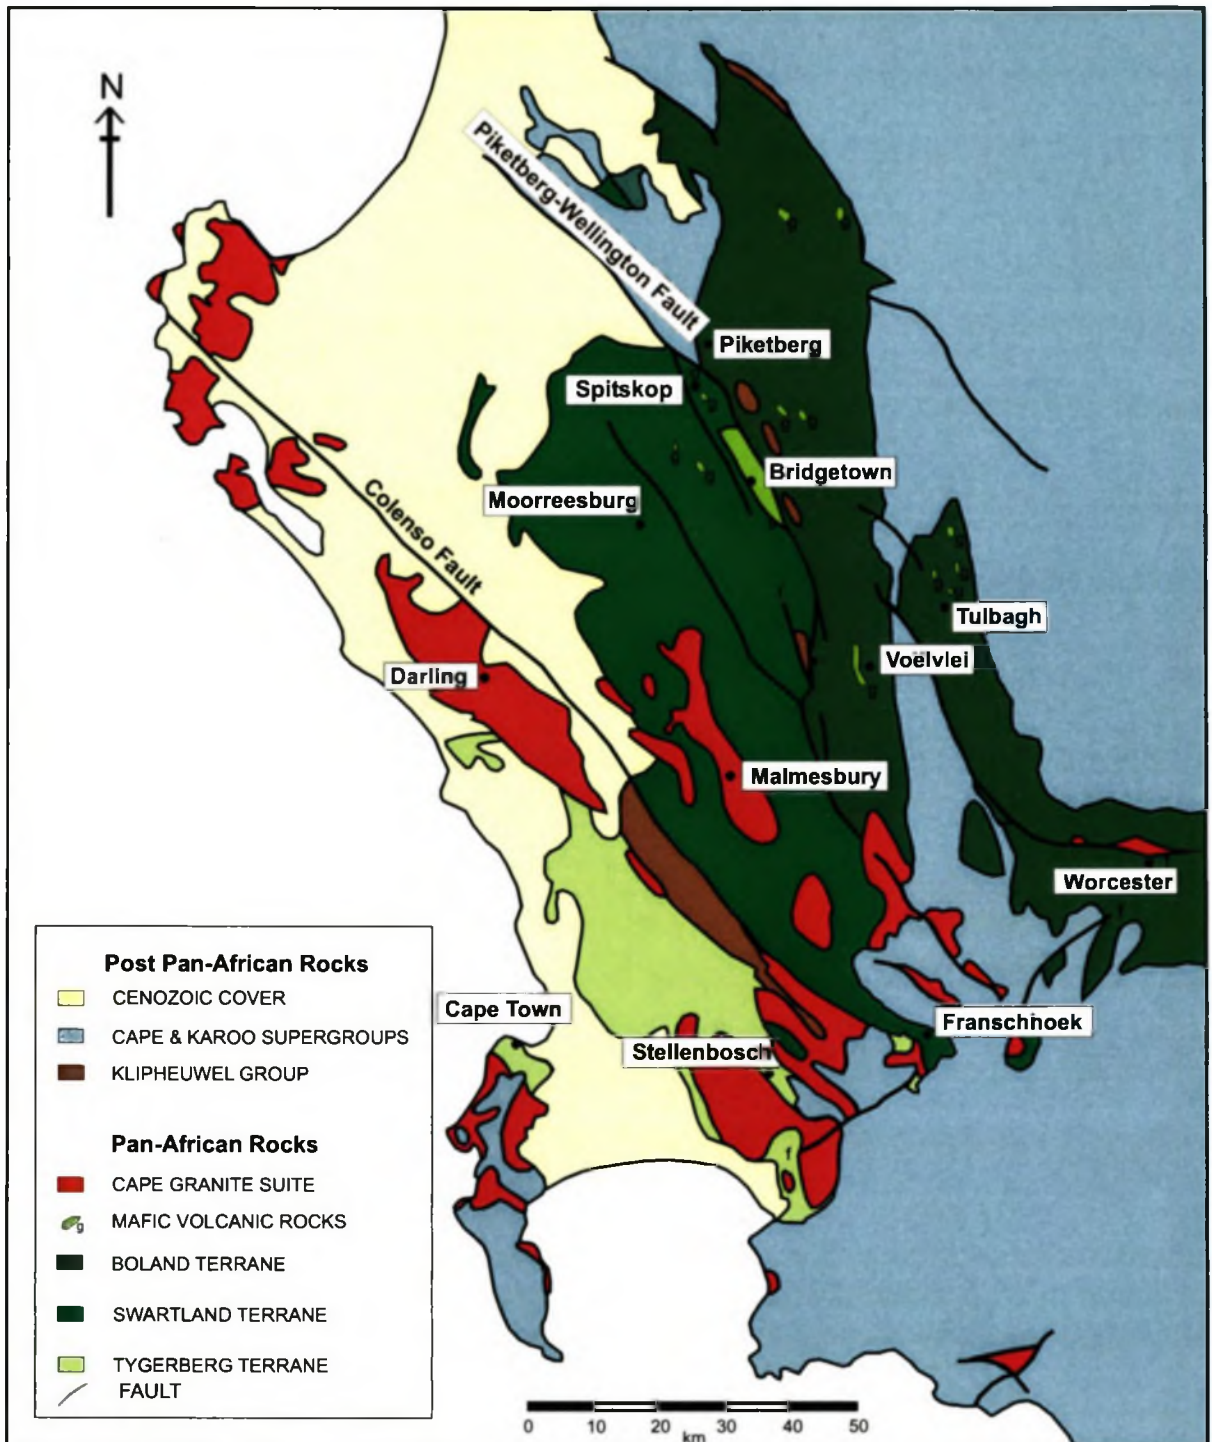 N
Piketberg-Wellington Fault
Piketberg
Spitskop
Bridgetown
Moorreesburg
Colenso Fault
Tulbagh
Voëlvlei
Darling
Malmesbury
Worcester
Cape Town
Franschhoek
Stellenbosch
Post Pan-African Rocks
CENOZOIC COVER
CAPE & KAROO SUPERGROUPS
KLIPHEUWEL GROUP
Pan-African Rocks
CAPE GRANITE SUITE
g
MAFIC VOLCANIC ROCKS
BOLAND TERRANE
SWARTLAND TERRANE
TYGERBERG TERRANE
FAULT
0 10 20 30 40 50
km